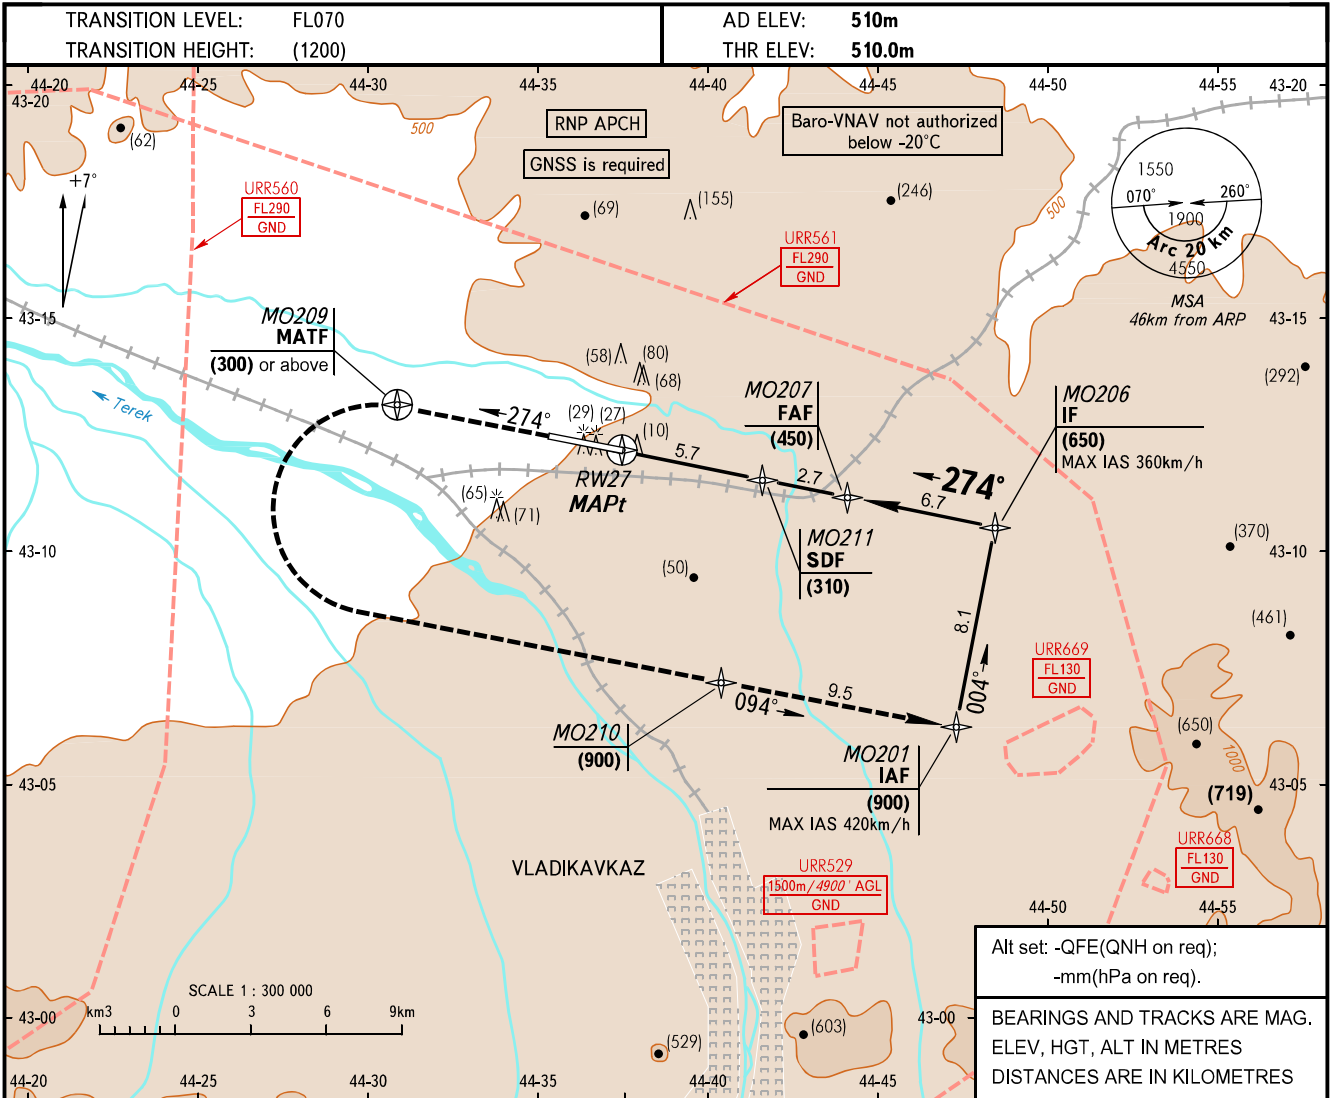 TRANSITION LEVEL: FL070
TRANSITION HEIGHT: (1200)
AD ELEV: 510m
THR ELEV: 510.0m
44-20 44-25 44-30 44-35 44-40 44-45 44-50 44-55 43-20
43-20
500
(62)
RNP APCH
GNSS is required
Baro-VNAV not authorized
below -20°C
+7°
URR560
FL290
GND
(69)
(155)
(246)
500
1550
070° 260°
1900
Arc 20 km
4550
MSA
46km from ARP
URR561
FL290
GND
43-15
43-15
MO209
MATF
(300) or above
(58)
(80)
(68)
(292)
Terek
274°
(29)
(27)
(10)
5.7
RW27
MAPt
MO207
FAF
(450)
2.7
MO206
IF
(650)
MAX IAS 360km/h
274°
6.7
(65)
(71)
43-10
MO211
SDF
(310)
(50)
(370)
43-10
8.1
(461)
004°
URR669
FL130
GND
9.5
094°
MO210
(900)
MO201
IAF
(900)
MAX IAS 420km/h
(650)
1000
(719)
43-05
43-05
URR668
FL130
GND
VLADIKAVKAZ
URR529
1500m/4900' AGL
GND
44-50 44-55
Alt set: -QFE(QNH on req);
-mm(hPa on req).
SCALE 1 : 300 000
km3 0 3 6 9km
43-00
43-00
(529)
(603)
BEARINGS AND TRACKS ARE MAG.
ELEV, HGT, ALT IN METRES
DISTANCES ARE IN KILOMETRES
44-20 44-25 44-30 44-35 44-40 44-45